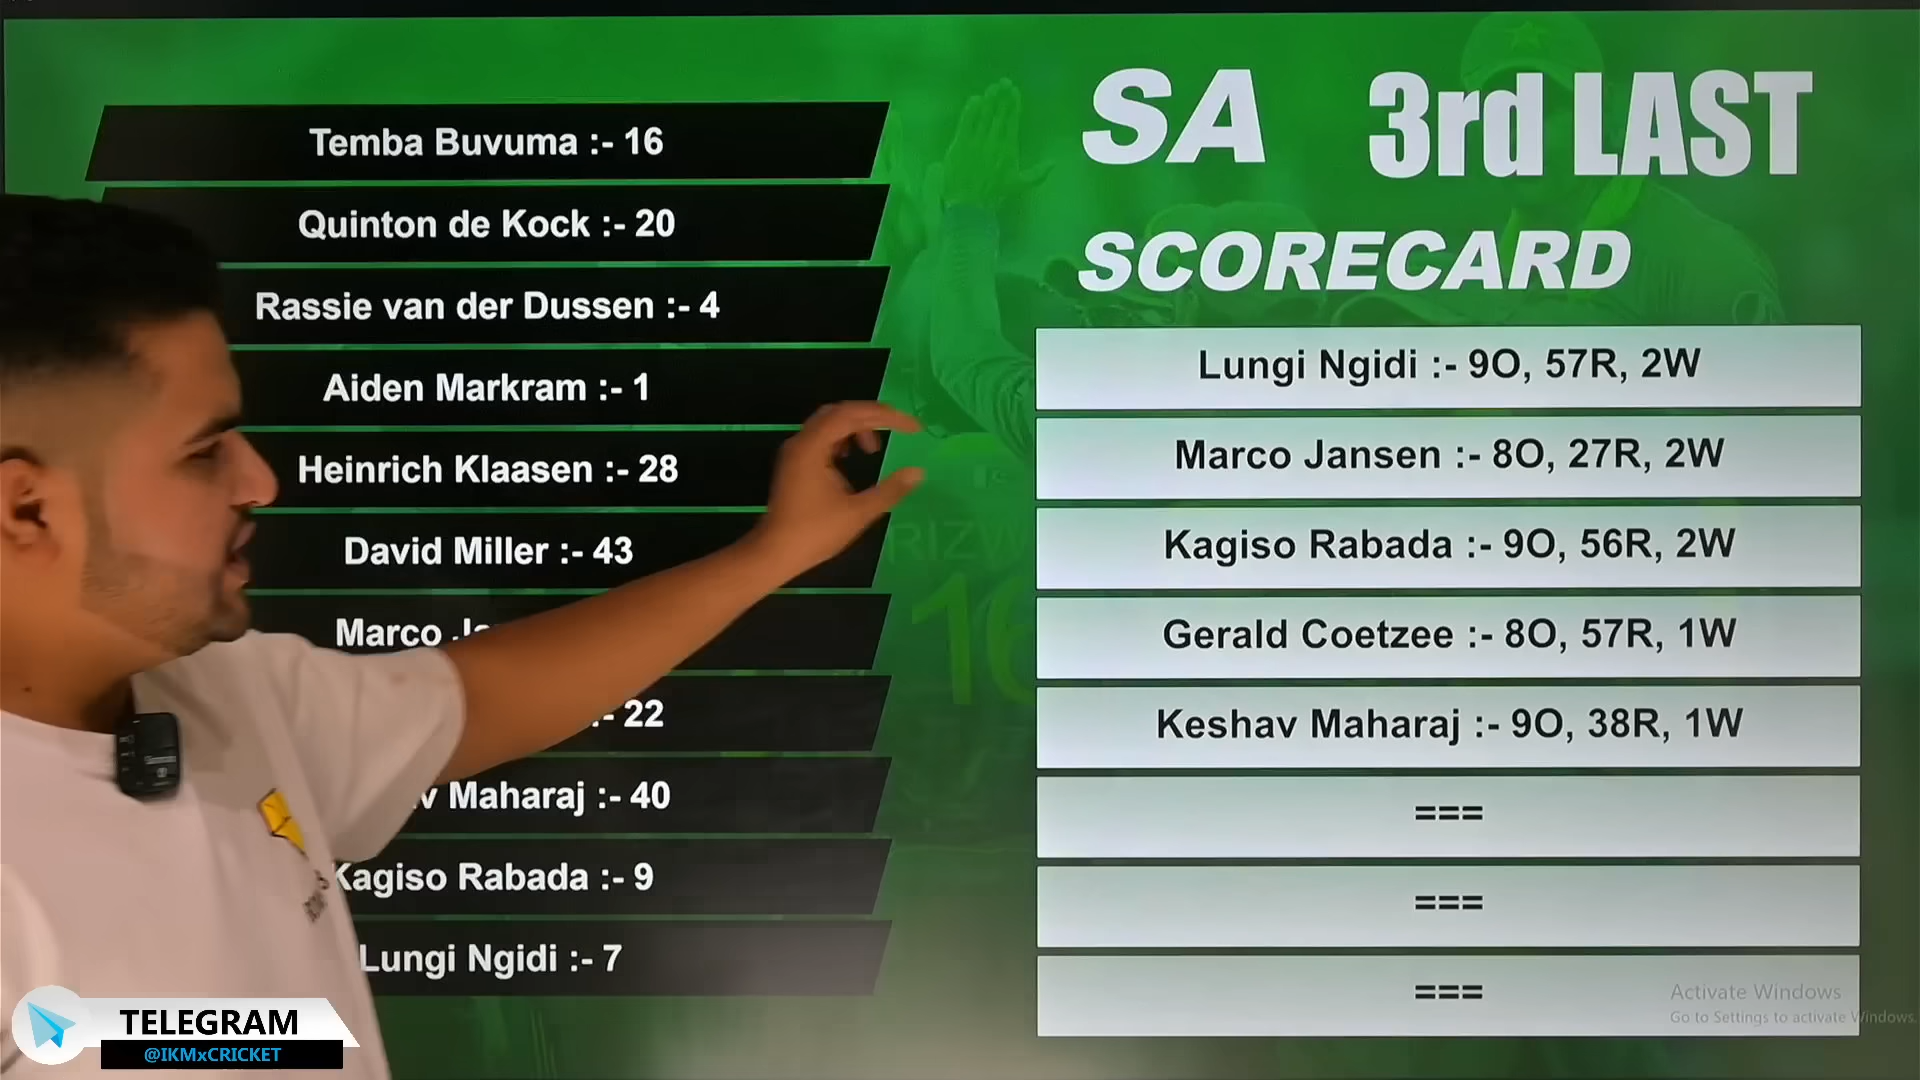 Temba Buvuma :- 16
Quinton de Kock :- 20
Rassie van der Dussen :- 4
Aiden Markram :- 1
Heinrich Klaasen :- 28
David Miller :- 43
Marco
:- 22
Maharaj :- 40
Kagiso Rabada :- 9
Lungi Ngidi :- 7
SA 3rd LAST
SCORECARD
Lungi Ngidi :- 9O, 57R, 2W
Marco Jansen :- 8O, 27R, 2W
Kagiso Rabada :- 9O, 56R, 2W
Gerald Coetzee :- 8O, 57R, 1W
Keshav Maharaj :- 9O, 38R, 1W
===
===
===
16
Activate Windows
Go to Settings to activate Windows.
TELEGRAM
@IKMxCRICKET